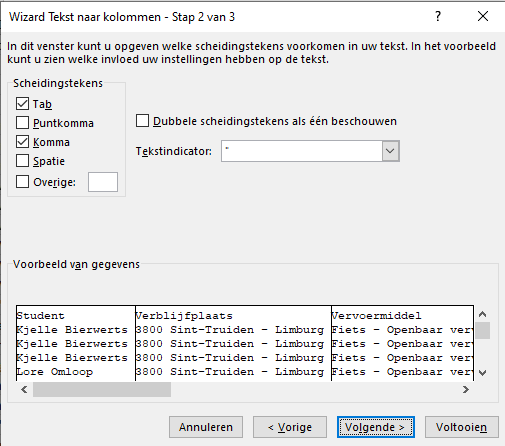 Wizard Tekst naar kolommen - Stap 2 van 3
In dit venster kunt u opgeven welke scheidingstekens voorkomen in uw tekst. In het voorbeeld
kunt u zien welke invloed uw instellingen hebben op de tekst.
Scheidingstekens
Tab
Puntkomma
Komma
Spatie
Overige:
Dubbele scheidingstekens als één beschouwen
Tekstindicator: "
Voorbeeld van gegevens
Student Verblijfplaats Vervoermiddel
Kjelle Bierwerts 3800 Sint-Truiden - Limburg Fiets - Openbaar ver
Kjelle Bierwerts 3800 Sint-Truiden - Limburg Fiets - Openbaar ver
Kjelle Bierwerts 3800 Sint-Truiden - Limburg Fiets - Openbaar ver
Lore Omloop 3800 Sint-Truiden - Limburg Fiets - Openbaar ver
Annuleren < Vorige Volgende > Voltooien